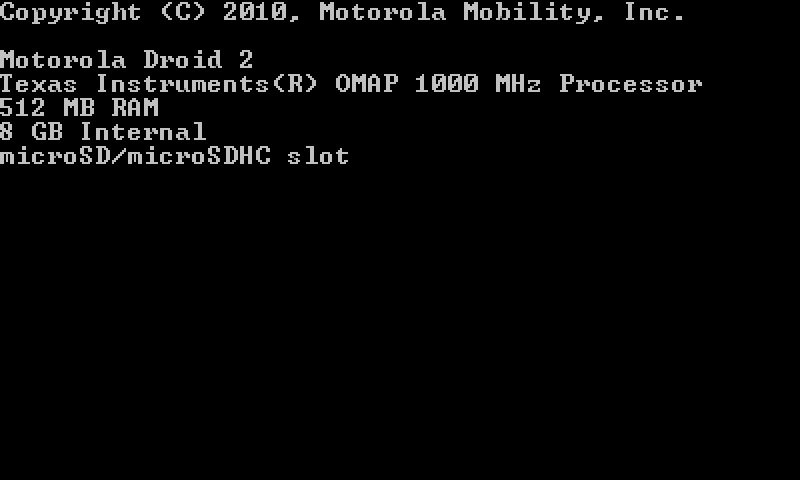 Copyright (C) 2010, Motorola Mobility, Inc.
Motorola Droid 2
Texas Instruments(R) OMAP 1000 MHz Processor
512 MB RAM
8 GB Internal
microSD/microSDHC slot